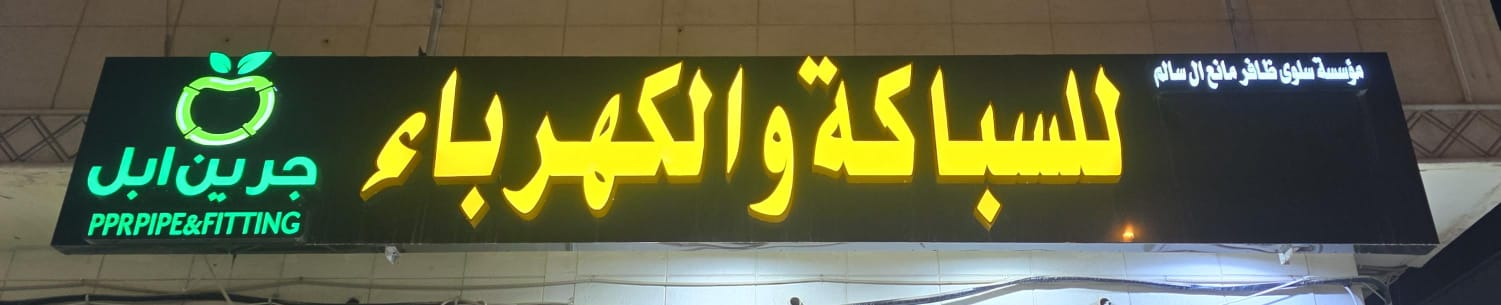 مؤسسة سلوى ظافر مانع ال سالم
للسباكة والكهرباء
جرين ابل
PPRPIPE&FITTING